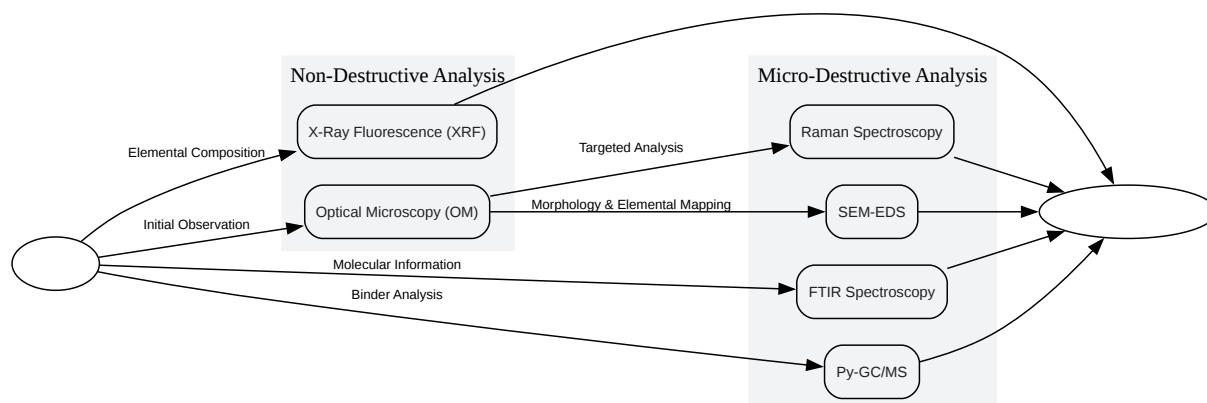 Non-Destructive Analysis
Micro-Destructive Analysis
X-Ray Fluorescence (XRF)
Raman Spectroscopy
Elemental Composition
Targeted Analysis
Optical Microscopy (OM)
Morphology & Elemental Mapping
SEM-EDS
Initial Observation
Molecular Information
FTIR Spectroscopy
Binder Analysis
Py-GC/MS